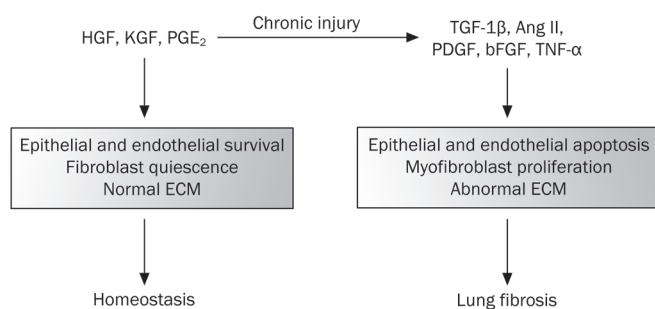 HGF, KGF, PGE₂
Chronic injury
TGF-1β, Ang II,
PDGF, bFGF, TNF-α
Epithelial and endothelial survival
Fibroblast quiescence
Normal ECM
Epithelial and endothelial apoptosis
Myofibroblast proliferation
Abnormal ECM
Homeostasis
Lung fibrosis